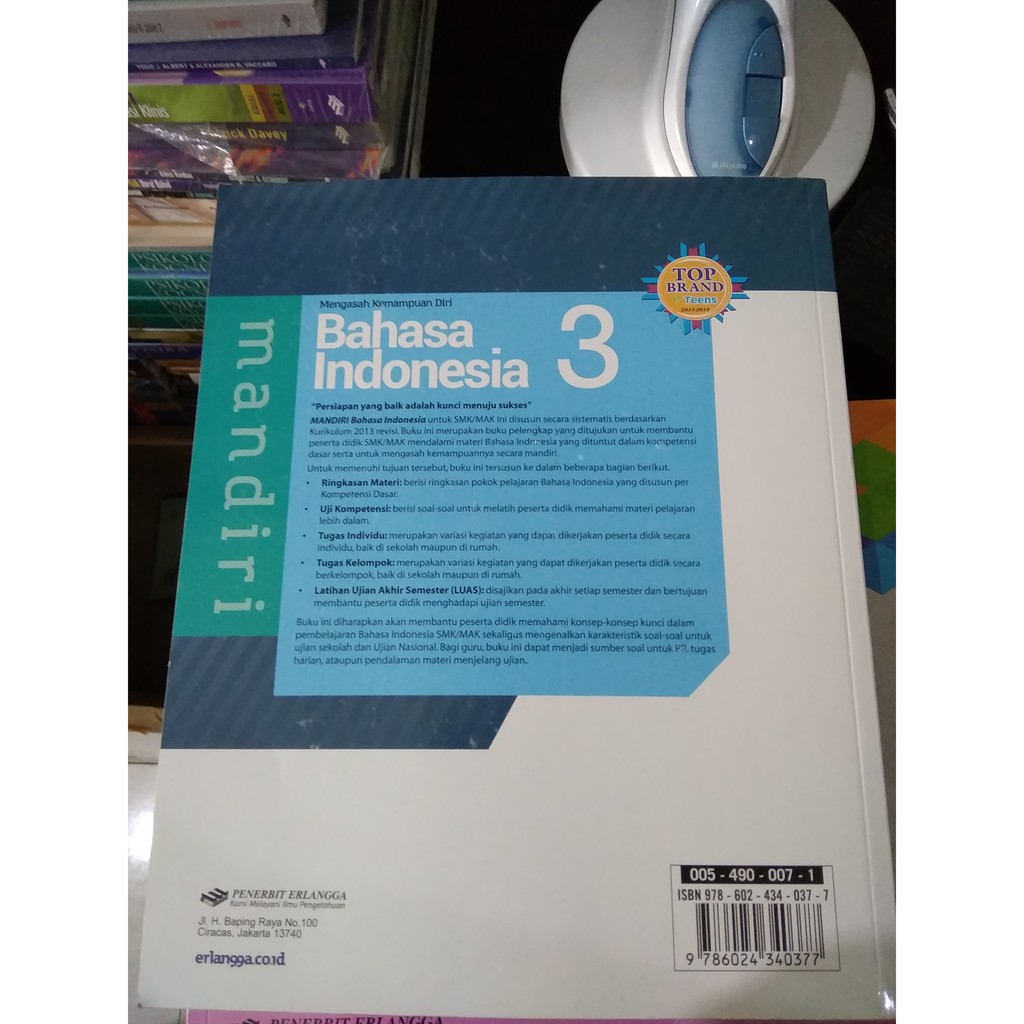 TONIO J. ALBERT & ALEXANDER R. VACCARO
si Klinis
ick Davey
PSIKOLO
TOP
BRAND
Teens
mandiri
Mengasah Kemampuan Diri
Bahasa
Indonesia
3
"Persiapan yang baik adalah kunci menuju sukses"
MANDIRI Bahasa Indonesia untuk SMK/MAK ini disusun secara sistematis berdasarkan
Kurikulum 2013 revisi. Buku ini merupakan buku pelengkap yang ditujukan untuk membantu
peserta didik SMK/MAK mendalami materi Bahasa Indonesia yang dituntut dalam kompetensi
dasar serta untuk mengasah kemampuannya secara mandiri.
Untuk memenuhi tujuan tersebut, buku ini tersusun ke dalam beberapa bagian berikut.
• Ringkasan Materi: berisi ringkasan pokok pelajaran Bahasa Indonesia yang disusun per
Kompetensi Dasar.
• Uji Kompetensi: berisi soal-soal untuk melatih peserta didik memahami materi pelajaran
lebih dalam.
• Tugas Individu: merupakan variasi kegiatan yang dapat dikerjakan peserta didik secara
individu, baik di sekolah maupun di rumah.
• Tugas Kelompok: merupakan variasi kegiatan yang dapat dikerjakan peserta didik secara
berkelompok, baik di sekolah maupun di rumah.
• Latihan Ujian Akhir Semester (LUAS): disajikan pada akhir setiap semester dan bertujuan
membantu peserta didik menghadapi ujian semester.
Buku ini diharapkan akan membantu peserta didik memahami konsep-konsep kunci dalam
pembelajaran Bahasa Indonesia SMK/MAK sekaligus mengenalkan karakteristik soal-soal untuk
ujian sekolah dan Ujian Nasional. Bagi guru, buku ini dapat menjadi sumber soal untuk PR, tugas
harian, ataupun pendalaman materi menjelang ujian.
PENERBIT ERLANGGA
Kami Melayani Ilmu Pengetahuan
Jl. H. Baping Raya No.100
Ciracas, Jakarta 13740
erlangga.co.id
005 - 490 - 007 - 1
ISBN 978 - 602 - 434 - 037 - 7
9 786024 340377
PENERBIT ERLANGGA